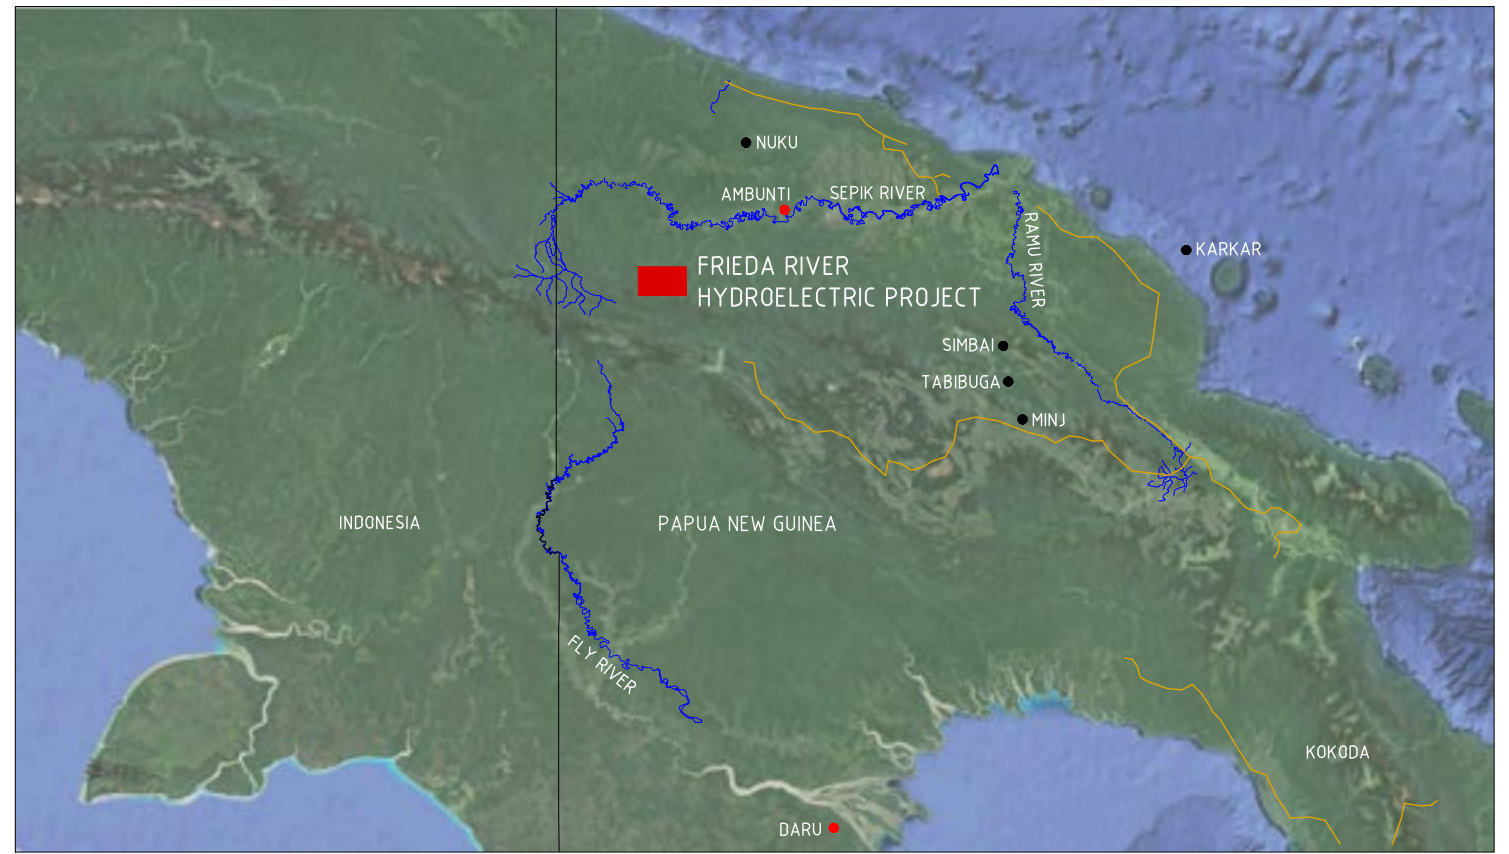 NUKU
AMBUNTI
SEPIK RIVER
RAMU RIVER
KARKAR
FRIEDA RIVER
HYDROELECTRIC PROJECT
SIMBAI
TABIBUGA
MINJ
INDONESIA
PAPUA NEW GUINEA
FLY RIVER
KOKODA
DARU